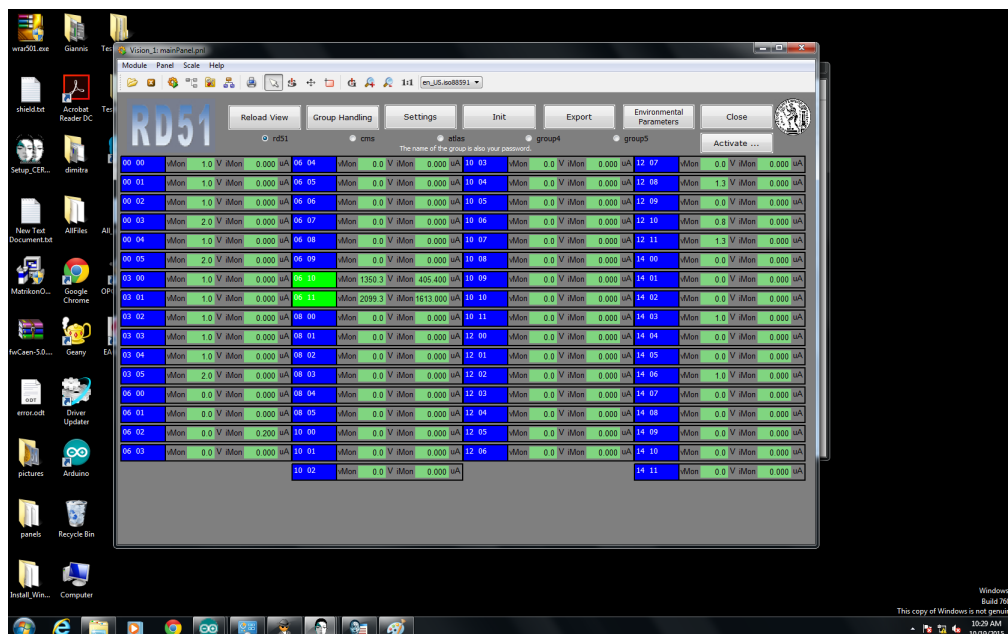 wrar501.exe
Giannis
shield.txt
Acrobat
Reader DC
Setup_CER...
dimitra
New Text
Document.txt
AllFiles
MatrikonO...
Google
Chrome
fwCaen-5.0....
Geany
error.odt
Driver
Updater
pictures
Arduino
panels
Recycle Bin
Install_Win...
Computer
Vision_1: mainPanel.pnl
Module Panel Scale Help
1:1 en_US.iso88591
RD51
Reload View Group Handling Settings Init Export Environmental Parameters Close
rd51 cms atlas group4 group5 Activate ...
The name of the group is also your password.
00 00 vMon 1.0 V iMon 0.000 uA 06 04 vMon 0.0 V iMon 0.000 uA 10 03 vMon 0.0 V iMon 0.000 uA 12 07 vMon 0.0 V iMon 0.000 uA
00 01 vMon 1.0 V iMon 0.000 uA 06 05 vMon 0.0 V iMon 0.000 uA 10 04 vMon 0.0 V iMon 0.000 uA 12 08 vMon 1.3 V iMon 0.000 uA
00 02 vMon 1.0 V iMon 0.000 uA 06 06 vMon 0.0 V iMon 0.000 uA 10 05 vMon 0.0 V iMon 0.000 uA 12 09 vMon 0.0 V iMon 0.000 uA
00 03 vMon 2.0 V iMon 0.000 uA 06 07 vMon 0.0 V iMon 0.000 uA 10 06 vMon 0.0 V iMon 0.000 uA 12 10 vMon 0.8 V iMon 0.000 uA
00 04 vMon 1.0 V iMon 0.000 uA 06 08 vMon 0.0 V iMon 0.000 uA 10 07 vMon 0.0 V iMon 0.000 uA 12 11 vMon 1.3 V iMon 0.000 uA
00 05 vMon 2.0 V iMon 0.000 uA 06 09 vMon 0.0 V iMon 0.000 uA 10 08 vMon 0.0 V iMon 0.000 uA 14 00 vMon 0.0 V iMon 0.000 uA
03 00 vMon 1.0 V iMon 0.000 uA 06 10 vMon 1350.3 V iMon 405.400 uA 10 09 vMon 0.0 V iMon 0.000 uA 14 01 vMon 0.0 V iMon 0.000 uA
03 01 vMon 1.0 V iMon 0.000 uA 06 11 vMon 2099.3 V iMon 1613.000 uA 10 10 vMon 0.0 V iMon 0.000 uA 14 02 vMon 0.0 V iMon 0.000 uA
03 02 vMon 1.0 V iMon 0.000 uA 08 00 vMon 0.0 V iMon 0.000 uA 10 11 vMon 0.0 V iMon 0.000 uA 14 03 vMon 1.0 V iMon 0.000 uA
03 03 vMon 1.0 V iMon 0.000 uA 08 01 vMon 0.0 V iMon 0.000 uA 12 00 vMon 0.0 V iMon 0.000 uA 14 04 vMon 0.0 V iMon 0.000 uA
03 04 vMon 1.0 V iMon 0.000 uA 08 02 vMon 0.0 V iMon 0.000 uA 12 01 vMon 0.0 V iMon 0.000 uA 14 05 vMon 0.0 V iMon 0.000 uA
03 05 vMon 2.0 V iMon 0.000 uA 08 03 vMon 0.0 V iMon 0.000 uA 12 02 vMon 0.0 V iMon 0.000 uA 14 06 vMon 1.0 V iMon 0.000 uA
06 00 vMon 0.0 V iMon 0.000 uA 08 04 vMon 0.0 V iMon 0.000 uA 12 03 vMon 0.0 V iMon 0.000 uA 14 07 vMon 0.0 V iMon 0.000 uA
06 01 vMon 0.0 V iMon 0.000 uA 08 05 vMon 0.0 V iMon 0.000 uA 12 04 vMon 0.0 V iMon 0.000 uA 14 08 vMon 0.0 V iMon 0.000 uA
06 02 vMon 0.0 V iMon 0.200 uA 10 00 vMon 0.0 V iMon 0.000 uA 12 05 vMon 0.0 V iMon 0.000 uA 14 09 vMon 0.0 V iMon 0.000 uA
06 03 vMon 0.0 V iMon 0.000 uA 10 01 vMon 0.0 V iMon 0.000 uA 12 06 vMon 0.0 V iMon 0.000 uA 14 10 vMon 0.0 V iMon 0.000 uA
10 02 vMon 0.0 V iMon 0.000 uA 14 11 vMon 0.0 V iMon 0.000 uA
Windows
Build 760
This copy of Windows is not genuin
10:29 AM
10/19/2015